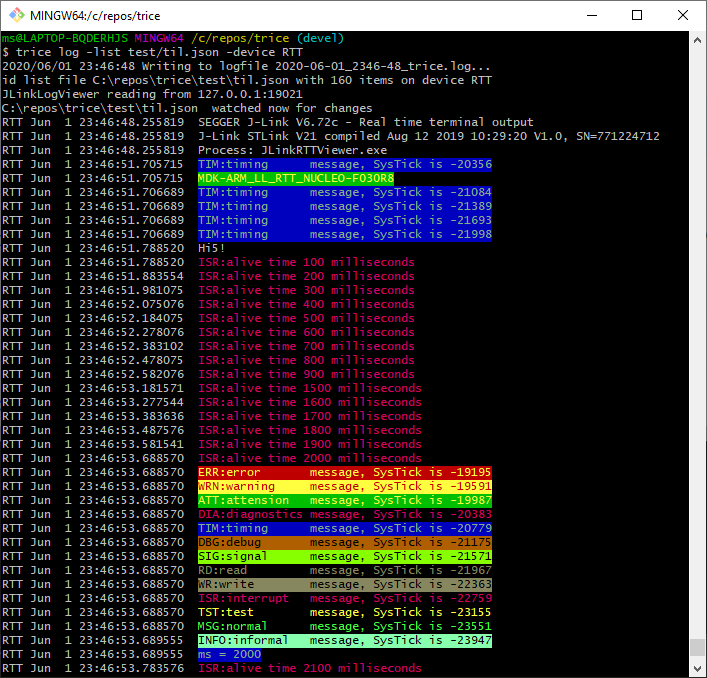 MINGW64:/c/repos/trice
ms@LAPTOP-BQDERHJS MINGW64 /c/repos/trice (devel)
$ trice log -list test/til.json -device RTT
2020/06/01 23:46:48 Writing to logfile 2020-06-01_2346-48_trice.log...
id list file C:\repos\trice\test\til.json with 160 items on device RTT
JLinkLogViewer reading from 127.0.0.1:19021
C:\repos\trice\test\til.json  watched now for changes
RTT Jun  1 23:46:48.255819  SEGGER J-Link V6.72c - Real time terminal output
RTT Jun  1 23:46:48.255819  J-Link STLink V21 compiled Aug 12 2019 10:29:20 V1.0, SN=771224712
RTT Jun  1 23:46:48.255819  Process: JLinkRTTViewer.exe
RTT Jun  1 23:46:51.705715  TIM:timing      message, SysTick is -20356
RTT Jun  1 23:46:51.705715  MDK-ARM_LL_RTT_NUCLEO-F030R8
RTT Jun  1 23:46:51.706689  TIM:timing      message, SysTick is -21084
RTT Jun  1 23:46:51.706689  TIM:timing      message, SysTick is -21389
RTT Jun  1 23:46:51.706689  TIM:timing      message, SysTick is -21693
RTT Jun  1 23:46:51.706689  TIM:timing      message, SysTick is -21998
RTT Jun  1 23:46:51.788520  Hi5!
RTT Jun  1 23:46:51.788520  ISR:alive time 100 milliseconds
RTT Jun  1 23:46:51.883554  ISR:alive time 200 milliseconds
RTT Jun  1 23:46:51.981075  ISR:alive time 300 milliseconds
RTT Jun  1 23:46:52.075076  ISR:alive time 400 milliseconds
RTT Jun  1 23:46:52.184075  ISR:alive time 500 milliseconds
RTT Jun  1 23:46:52.278076  ISR:alive time 600 milliseconds
RTT Jun  1 23:46:52.383102  ISR:alive time 700 milliseconds
RTT Jun  1 23:46:52.478075  ISR:alive time 800 milliseconds
RTT Jun  1 23:46:52.582076  ISR:alive time 900 milliseconds
RTT Jun  1 23:46:53.181571  ISR:alive time 1500 milliseconds
RTT Jun  1 23:46:53.277544  ISR:alive time 1600 milliseconds
RTT Jun  1 23:46:53.383636  ISR:alive time 1700 milliseconds
RTT Jun  1 23:46:53.487576  ISR:alive time 1800 milliseconds
RTT Jun  1 23:46:53.581541  ISR:alive time 1900 milliseconds
RTT Jun  1 23:46:53.688570  ISR:alive time 2000 milliseconds
RTT Jun  1 23:46:53.688570  ERR:error       message, SysTick is -19195
RTT Jun  1 23:46:53.688570  WRN:warning     message, SysTick is -19591
RTT Jun  1 23:46:53.688570  ATT:attension   message, SysTick is -19987
RTT Jun  1 23:46:53.688570  DIA:diagnostics message, SysTick is -20383
RTT Jun  1 23:46:53.688570  TIM:timing      message, SysTick is -20779
RTT Jun  1 23:46:53.688570  DBG:debug       message, SysTick is -21175
RTT Jun  1 23:46:53.688570  SIG:signal      message, SysTick is -21571
RTT Jun  1 23:46:53.688570  RD:read         message, SysTick is -21967
RTT Jun  1 23:46:53.688570  WR:write        message, SysTick is -22363
RTT Jun  1 23:46:53.688570  ISR:interrupt   message, SysTick is -22759
RTT Jun  1 23:46:53.688570  TST:test        message, SysTick is -23155
RTT Jun  1 23:46:53.688570  MSG:normal      message, SysTick is -23551
RTT Jun  1 23:46:53.689555  INFO:informal   message, SysTick is -23947
RTT Jun  1 23:46:53.689555  ms = 2000
RTT Jun  1 23:46:53.783576  ISR:alive time 2100 milliseconds